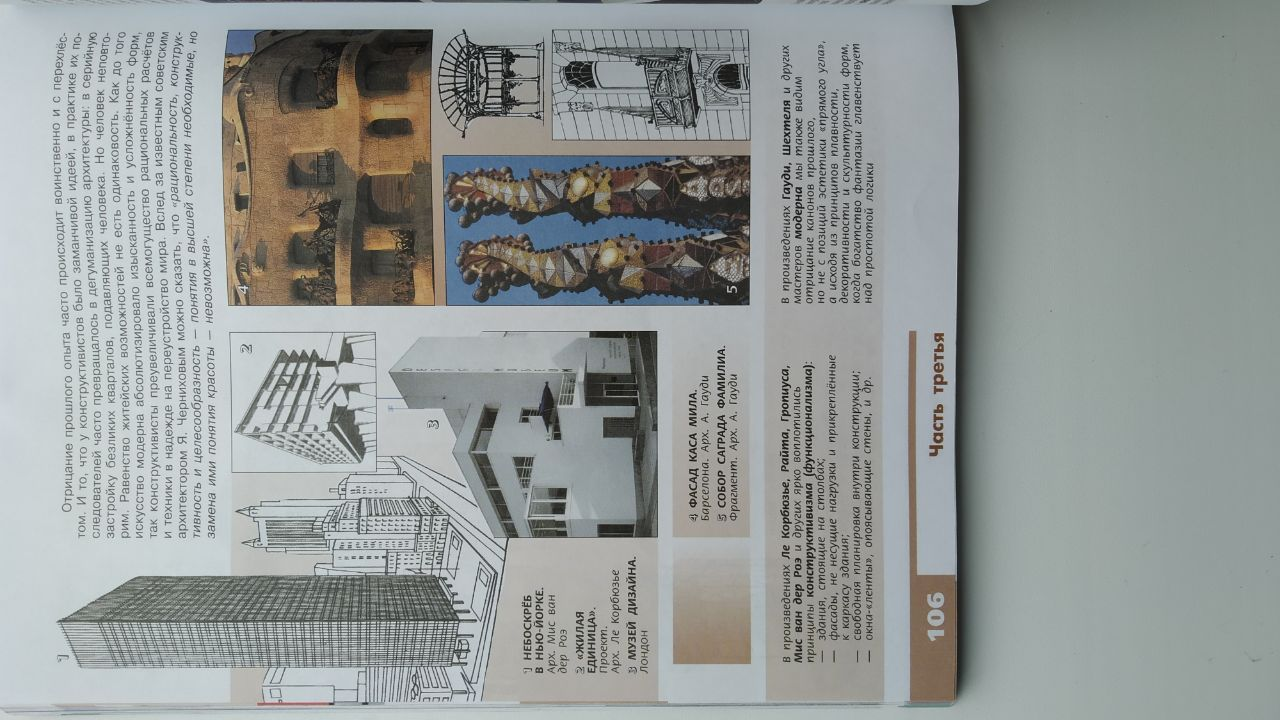 Отрицание прошлого опыта часто происходит воинственно и с перехлёс-
том. И то, что у конструктивистов было заманчивой идеей, в практике их по-
следователей часто превращалось в дегуманизацию архитектуры: в серийную
застройку безликих кварталов, подавляющих человека. Но человек неповто-
рим. Равенство житейских возможностей не есть одинаковость. Как до того
искусство модерна абсолютизировало изысканность и усложнённость форм,
так конструктивисты преувеличивали всемогущество рациональных расчётов
и техники в надежде на переустройство мира. Вслед за известным советским
архитектором Я. Черниховым можно сказать, что «рациональность, конструк-
тивность и целесообразность — понятия в высшей степени необходимые, но
замена ими понятия красоты — невозможна».
1
2
3
4
5
DESIGN MUSEUM
1) НЕБОСКРЁБ
В НЬЮ-ЙОРКЕ.
Арх. Мис ван
дер Роэ
2) «ЖИЛАЯ
ЕДИНИЦА».
Проект.
Арх. Ле Корбюзье
3) МУЗЕЙ ДИЗАЙНА.
Лондон
4) ФАСАД КАСА МИЛА.
Барселона. Арх. А. Гауди
5) СОБОР САГРАДА ФАМИЛИА.
Фрагмент. Арх. А. Гауди
В произведениях Ле Корбюзье, Райта, Гропиуса,
Мис ван дер Роэ и других ярко воплотились
принципы конструктивизма (функционализма):
— здания, стоящие на столбах;
— фасады, не несущие нагрузки и прикреплённые
к каркасу здания;
— свободная планировка внутри конструкции;
— окна-«ленты», опоясывающие стены, и др.
В произведениях Гауди, Шехтеля и других
мастеров модерна мы также видим
отрицание канонов прошлого,
но не с позиций эстетики «прямого угла»,
а исходя из принципов плавности,
декоративности и скульптурности форм,
когда богатство фантазии главенствует
над простотой логики
106
Часть третья